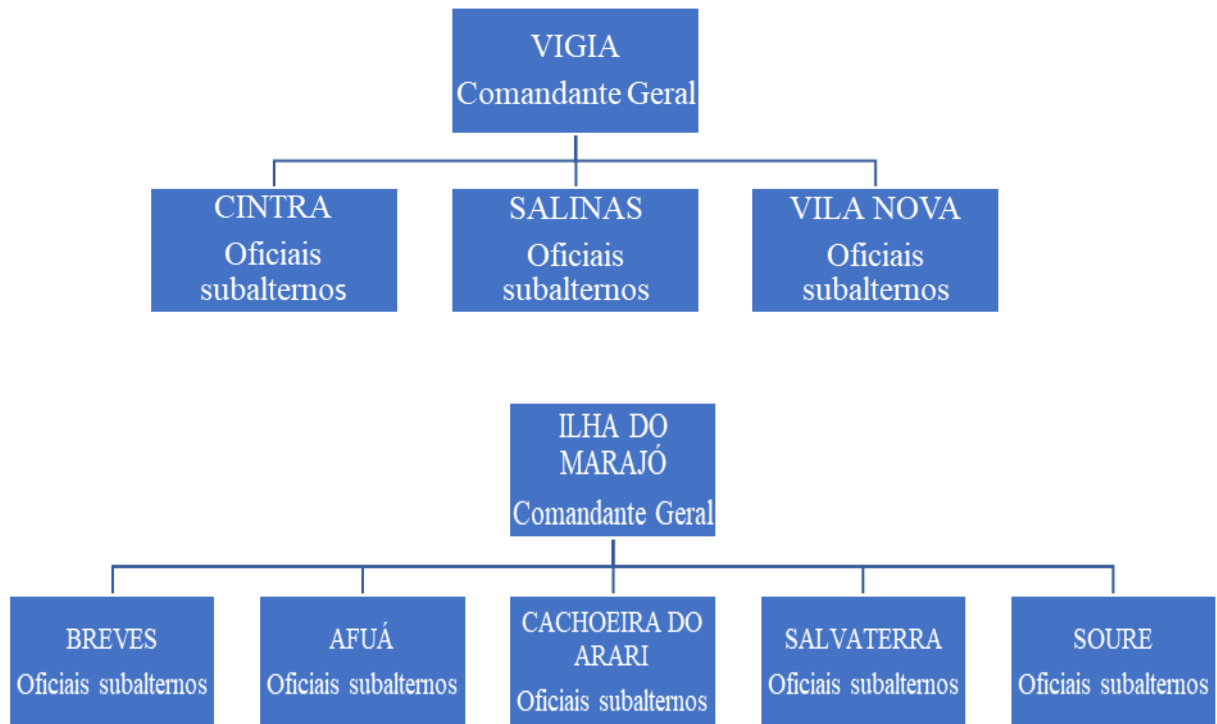 VIGIA
Comandante Geral
CINTRA
Oficiais
subalternos
SALINAS
Oficiais
subalternos
VILA NOVA
Oficiais
subalternos
ILHA DO
MARAJÓ
Comandante Geral
BREVES
Oficiais subalternos
AFUÁ
Oficiais subalternos
CACHOEIRA DO
ARARI
Oficiais subalternos
SALVATERRA
Oficiais subalternos
SOURE
Oficiais subalternos